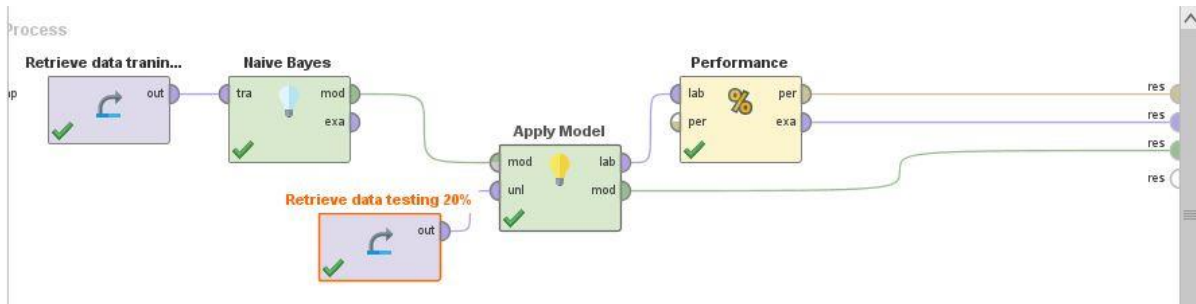 Process
Retrieve data tranin...
out
Naive Bayes
tra
mod
exa
Apply Model
mod
lab
unl
mod
Retrieve data testing 20%
out
Performance
lab
per
%
per
exa
res
res
res
res